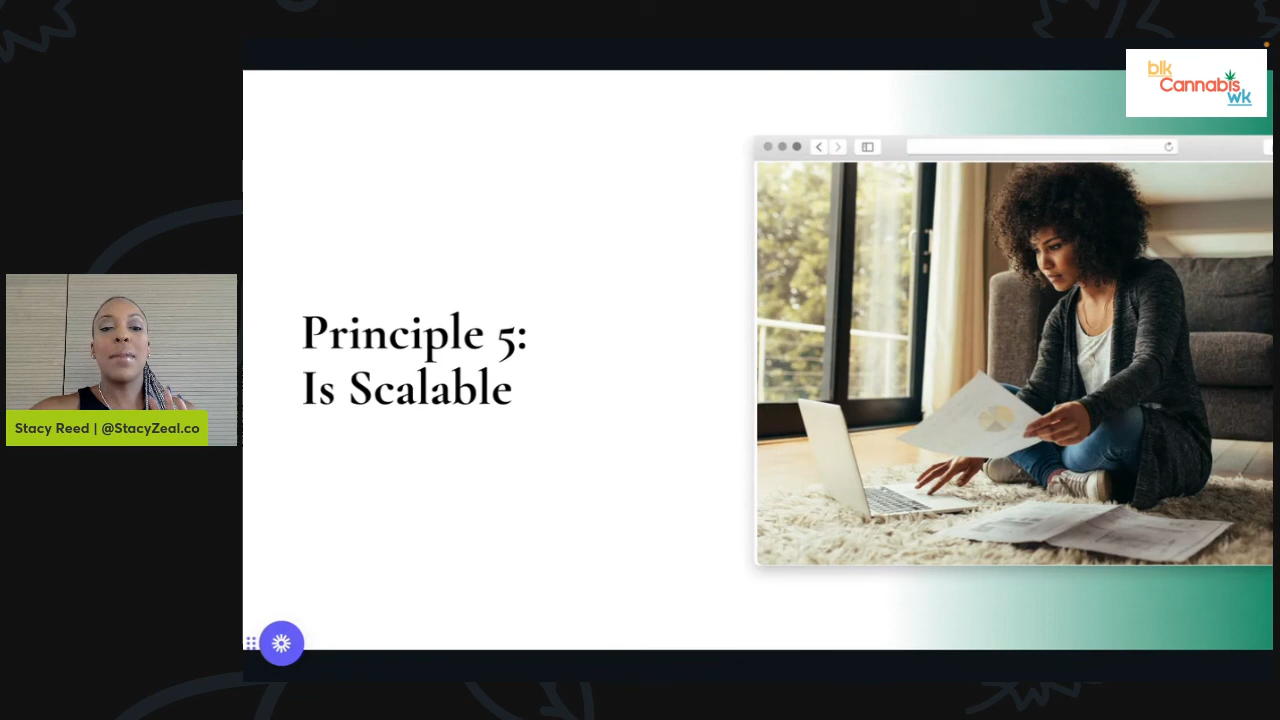 blk
Cannabis
wk
Principle 5:
Is Scalable
Stacy Reed | @StacyZeal.co